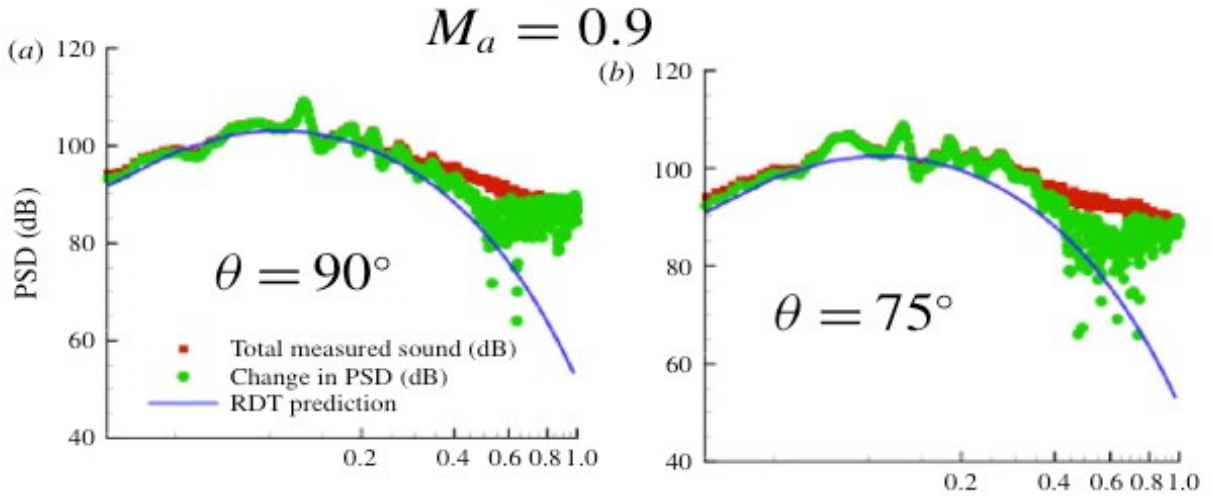 M_a = 0.9
(a)
120
100
80
60
40
PSD (dB)
θ = 90°
Total measured sound (dB)
Change in PSD (dB)
RDT prediction
0.2 0.4 0.6 0.8 1.0
(b)
120
100
80
60
40
θ = 75°
0.2 0.4 0.6 0.8 1.0